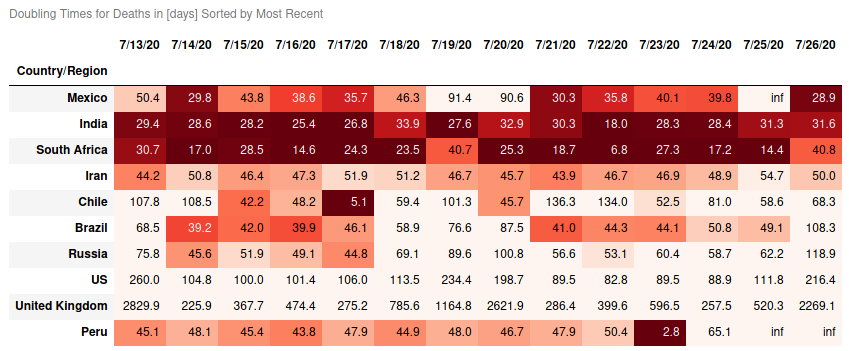 Doubling Times for Deaths in [days] Sorted by Most Recent
7/13/20 7/14/20 7/15/20 7/16/20 7/17/20 7/18/20 7/19/20 7/20/20 7/21/20 7/22/20 7/23/20 7/24/20 7/25/20 7/26/20
Country/Region
Mexico 50.4 29.8 43.8 38.6 35.7 46.3 91.4 90.6 30.3 35.8 40.1 39.8 inf 28.9
India 29.4 28.6 28.2 25.4 26.8 33.9 27.6 32.9 30.3 18.0 28.3 28.4 31.3 31.6
South Africa 30.7 17.0 28.5 14.6 24.3 23.5 40.7 25.3 18.7 6.8 27.3 17.2 14.4 40.8
Iran 44.2 50.8 46.4 47.3 51.9 51.2 46.7 45.7 43.9 46.7 46.9 48.9 54.7 50.0
Chile 107.8 108.5 42.2 48.2 5.1 59.4 101.3 45.7 136.3 134.0 52.5 81.0 58.6 68.3
Brazil 68.5 39.2 42.0 39.9 46.1 58.9 76.6 87.5 41.0 44.3 44.1 50.8 49.1 108.3
Russia 75.8 45.6 51.9 49.1 44.8 69.1 89.6 100.8 56.6 53.1 60.4 58.7 62.2 118.9
US 260.0 104.8 100.0 101.4 106.0 113.5 234.4 198.7 89.5 82.8 89.5 88.9 111.8 216.4
United Kingdom 2829.9 225.9 367.7 474.4 275.2 785.6 1164.8 2621.9 286.4 399.6 596.5 257.5 520.3 2269.1
Peru 45.1 48.1 45.4 43.8 47.9 44.9 48.0 46.7 47.9 50.4 2.8 65.1 inf inf